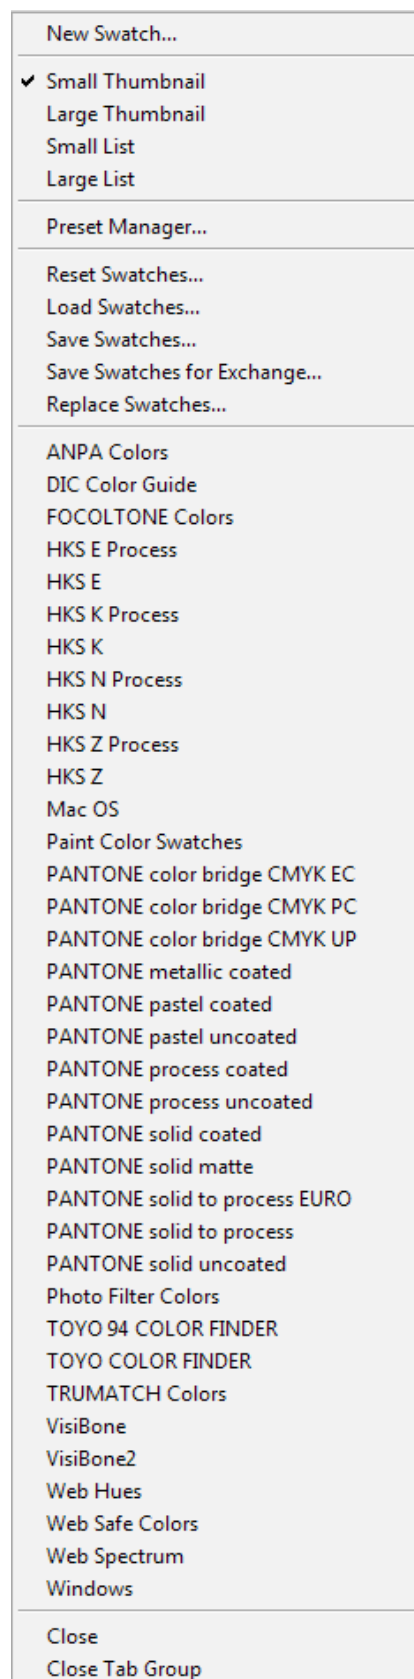 New Swatch...
Small Thumbnail
Large Thumbnail
Small List
Large List
Preset Manager...
Reset Swatches...
Load Swatches...
Save Swatches...
Save Swatches for Exchange...
Replace Swatches...
ANPA Colors
DIC Color Guide
FOCOLTONE Colors
HKS E Process
HKS E
HKS K Process
HKS K
HKS N Process
HKS N
HKS Z Process
HKS Z
Mac OS
Paint Color Swatches
PANTONE color bridge CMYK EC
PANTONE color bridge CMYK PC
PANTONE color bridge CMYK UP
PANTONE metallic coated
PANTONE pastel coated
PANTONE pastel uncoated
PANTONE process coated
PANTONE process uncoated
PANTONE solid coated
PANTONE solid matte
PANTONE solid to process EURO
PANTONE solid to process
PANTONE solid uncoated
Photo Filter Colors
TOYO 94 COLOR FINDER
TOYO COLOR FINDER
TRUMATCH Colors
VisiBone
VisiBone2
Web Hues
Web Safe Colors
Web Spectrum
Windows
Close
Close Tab Group